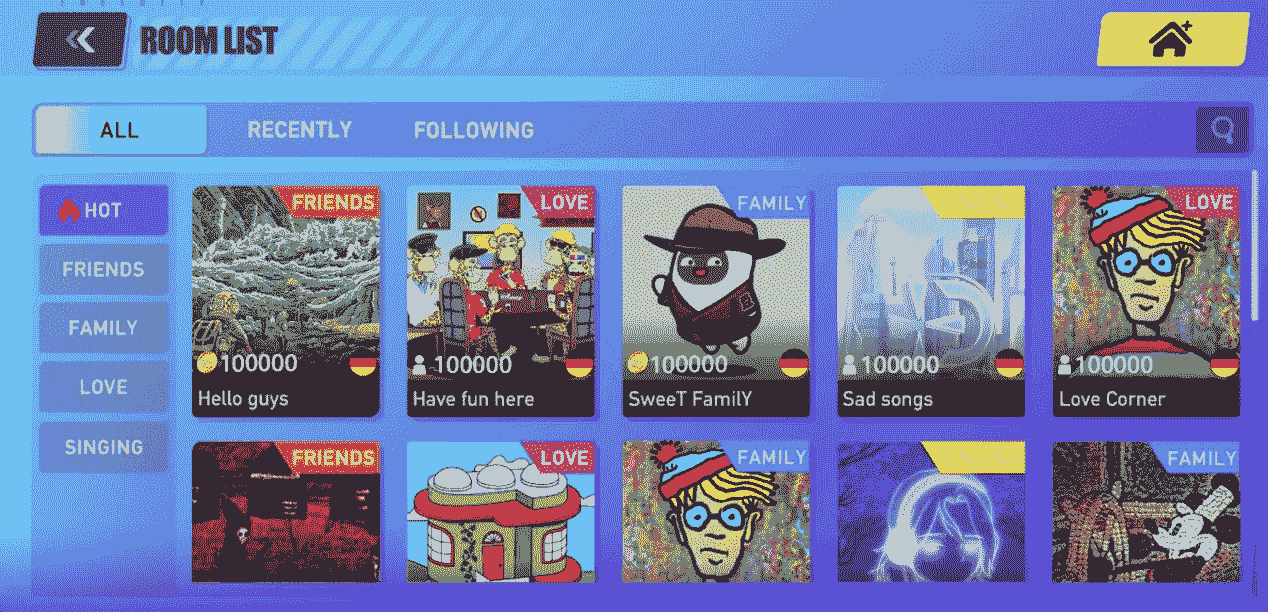 ROOM LIST
ALL
RECENTLY
FOLLOWING
HOT
FRIENDS
FAMILY
LOVE
SINGING
FRIENDS
100000
Hello guys
LOVE
100000
Have fun here
FAMILY
100000
SweeT FamilY
100000
Sad songs
LOVE
100000
Love Corner
FRIENDS
LOVE
FAMILY
FAMILY